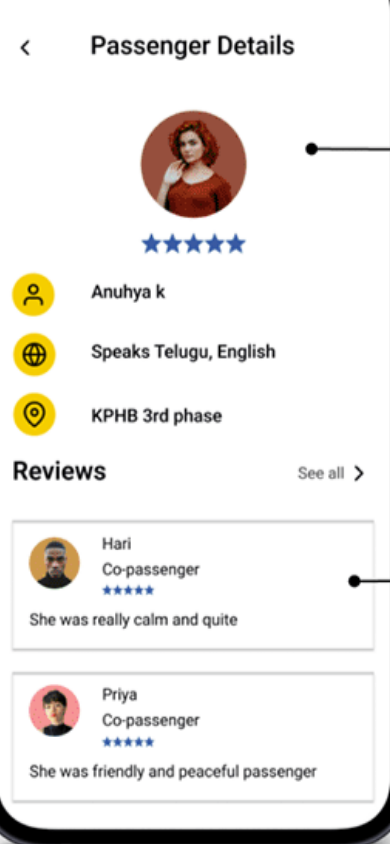 Passenger Details
Anuhya k
Speaks Telugu, English
KPHB 3rd phase
Reviews
See all
Hari
Co-passenger
She was really calm and quite
Priya
Co-passenger
She was friendly and peaceful passenger